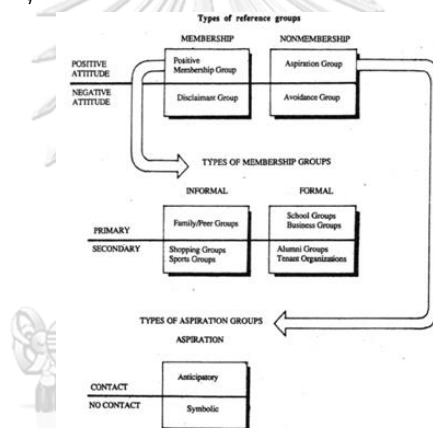 Types of reference groups
MEMBERSHIP NONMEMBERSHIP
POSITIVE
ATTITUDE
Positive
Membership Group
Aspiration Group
NEGATIVE
ATTITUDE
Disclaimant Group
Avoidance Group
TYPES OF MEMBERSHIP GROUPS
INFORMAL FORMAL
PRIMARY
Family/Peer Groups
School Groups
Business Groups
SECONDARY
Shopping Groups
Sports Groups
Alumni Groups
Tenant Organizations
TYPES OF ASPIRATION GROUPS
ASPIRATION
CONTACT
Anticipatory
NO CONTACT
Symbolic